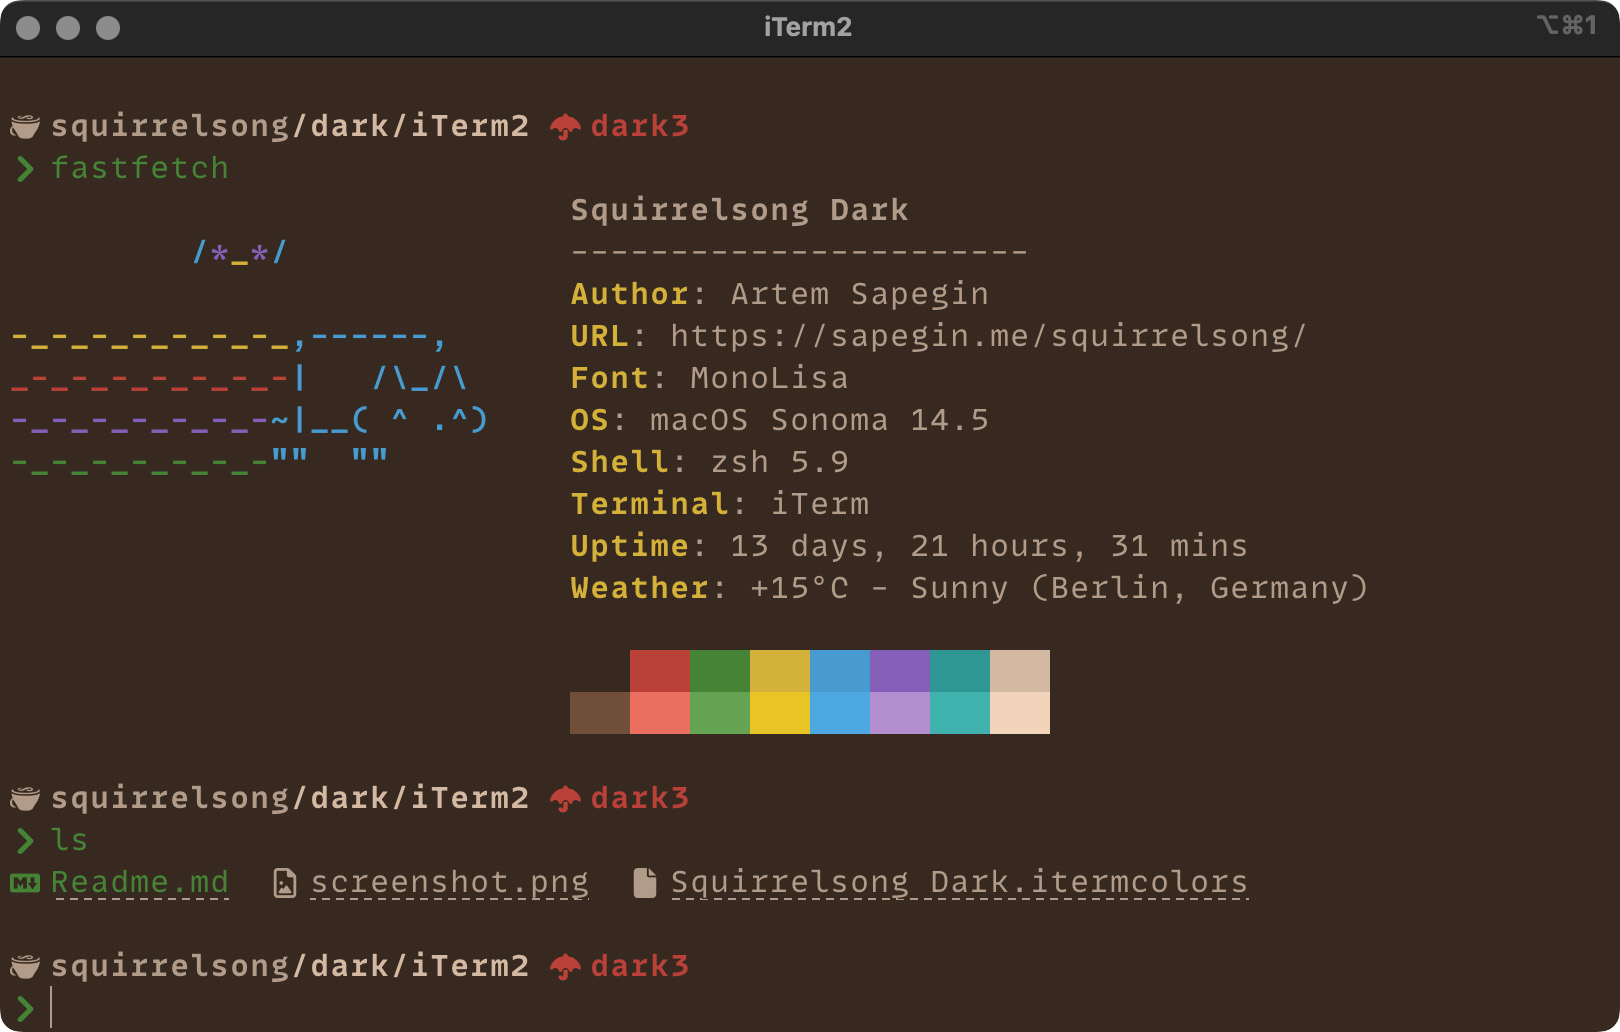 iTerm2 ⌥⌘1
squirrelsong/dark/iTerm2 dark3
❯ fastfetch
Squirrelsong Dark
/*_*/ -----------------------
Author: Artem Sapegin
-_-_-_-_-_-_-_,------, URL: https://sapegin.me/squirrelsong/
_-_-_-_-_-_-_-| /\_/\ Font: MonoLisa
-_-_-_-_-_-_-~|__( ^ .^) OS: macOS Sonoma 14.5
-_-_-_-_-_-_-"" "" Shell: zsh 5.9
Terminal: iTerm
Uptime: 13 days, 21 hours, 31 mins
Weather: +15°C - Sunny (Berlin, Germany)
squirrelsong/dark/iTerm2 dark3
❯ ls
Readme.md screenshot.png Squirrelsong Dark.itermcolors
squirrelsong/dark/iTerm2 dark3
❯